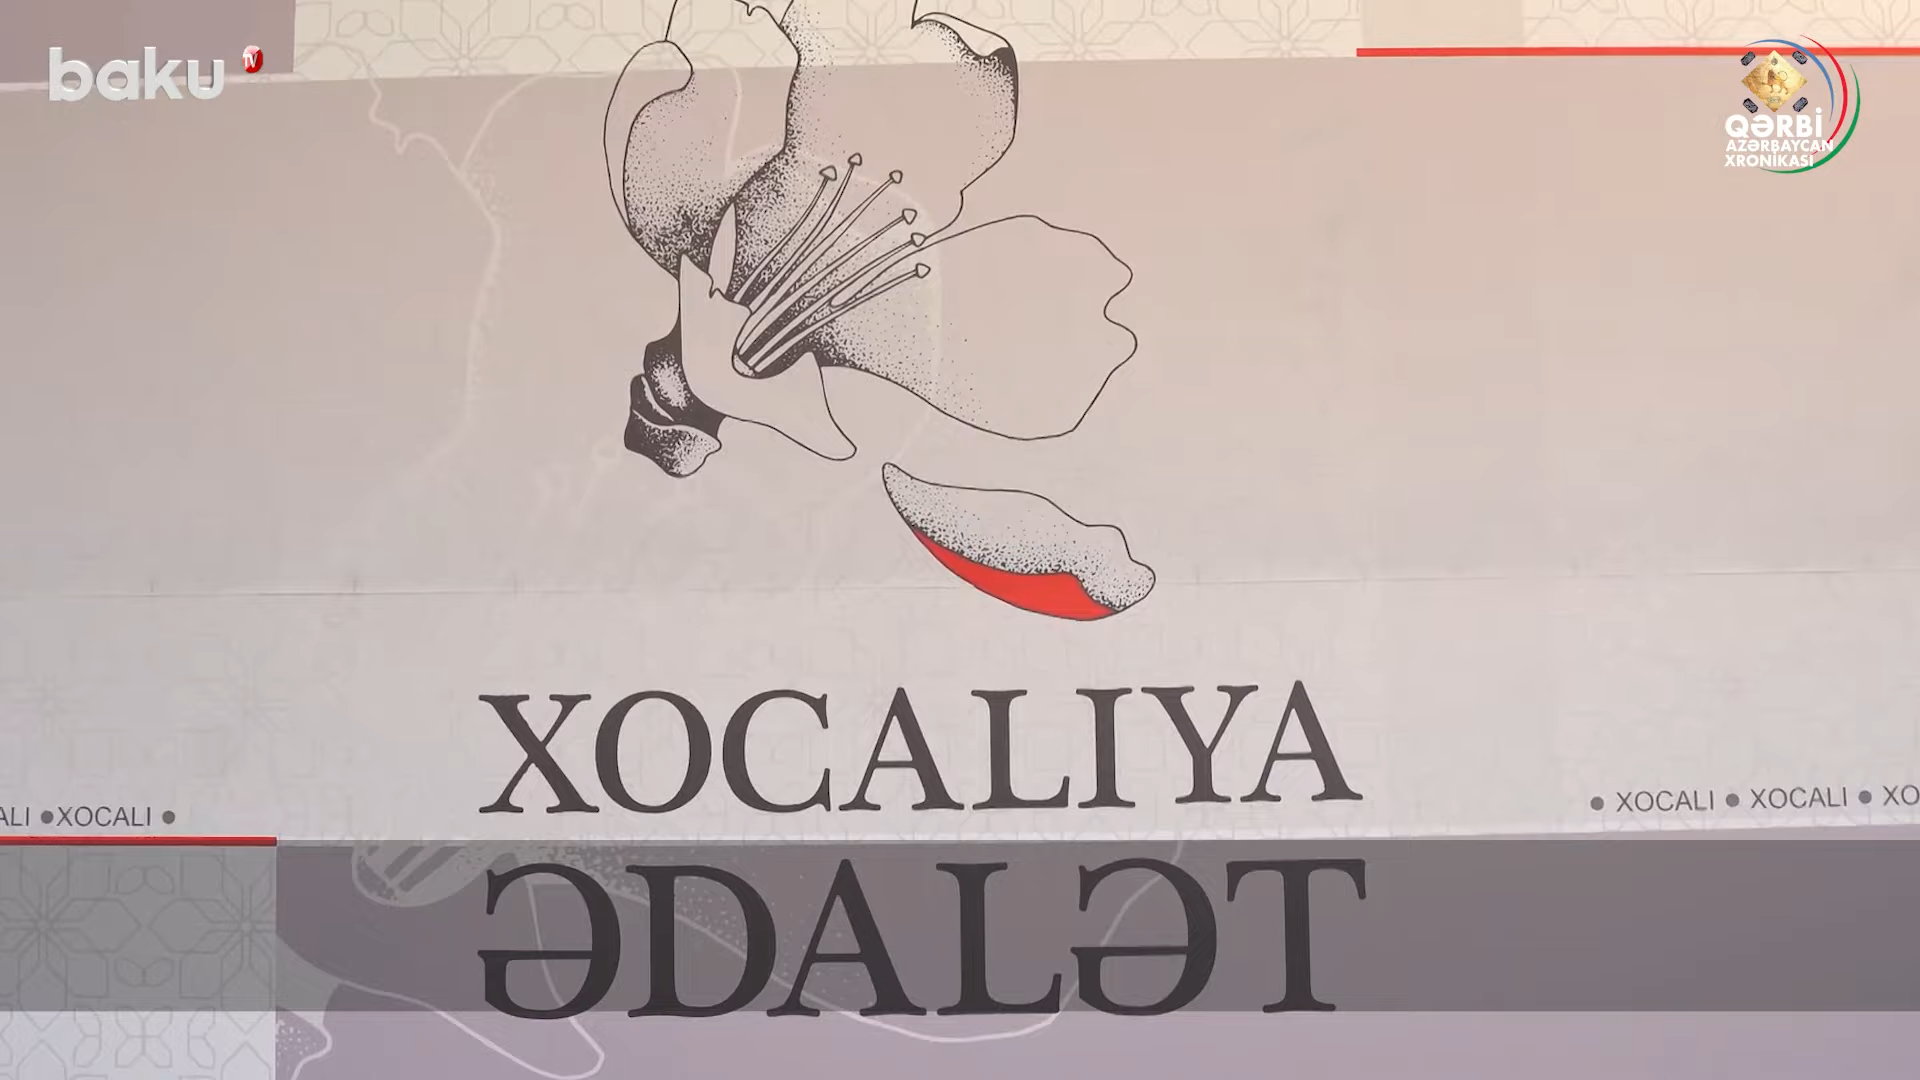 baku TV
QƏRBİ
AZƏRBAYCAN
XRONİKASI
XOCALIYA
ALI ●XOCALI ●
● XOCALI ● XOCALI ● XO
ƏDALƏT